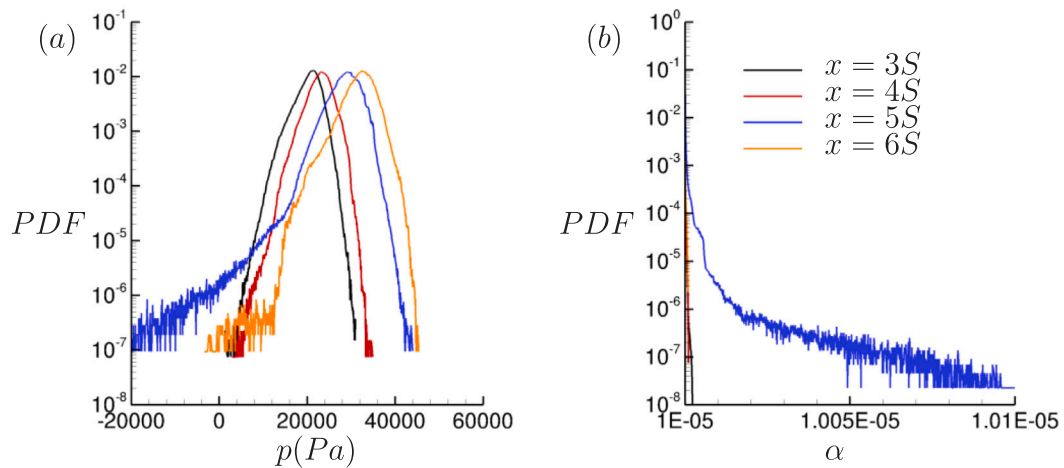 (a)
10^-1
10^-2
10^-3
10^-4
PDF
10^-5
10^-6
10^-7
10^-8
-20000 0 20000 40000 60000
p(Pa)
(b)
10^0
10^-1
10^-2
10^-3
10^-4
PDF
10^-5
10^-6
10^-7
10^-8
x = 3S
x = 4S
x = 5S
x = 6S
1E-05 1.005E-05 1.01E-05
α